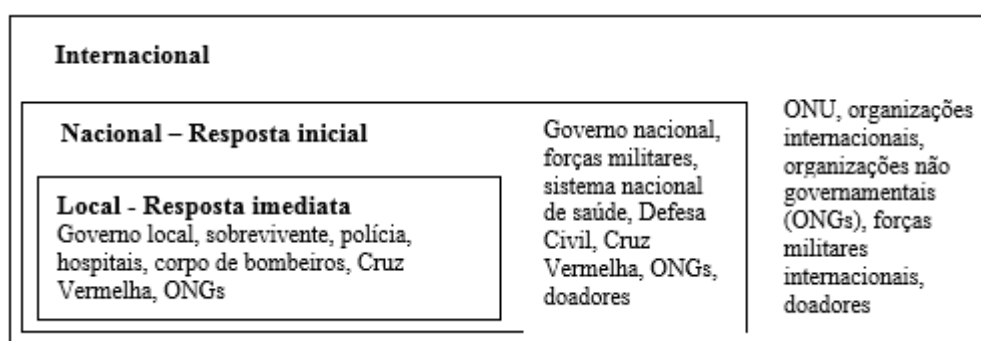 Internacional
Nacional – Resposta inicial
Local - Resposta imediata
Governo local, sobrevivente, polícia,
hospitais, corpo de bombeiros, Cruz
Vermelha, ONGs
Governo nacional,
forças militares,
sistema nacional
de saúde, Defesa
Civil, Cruz
Vermelha, ONGs,
doadores
ONU, organizações
internacionais,
organizações não
governamentais
(ONGs), forças
militares
internacionais,
doadores